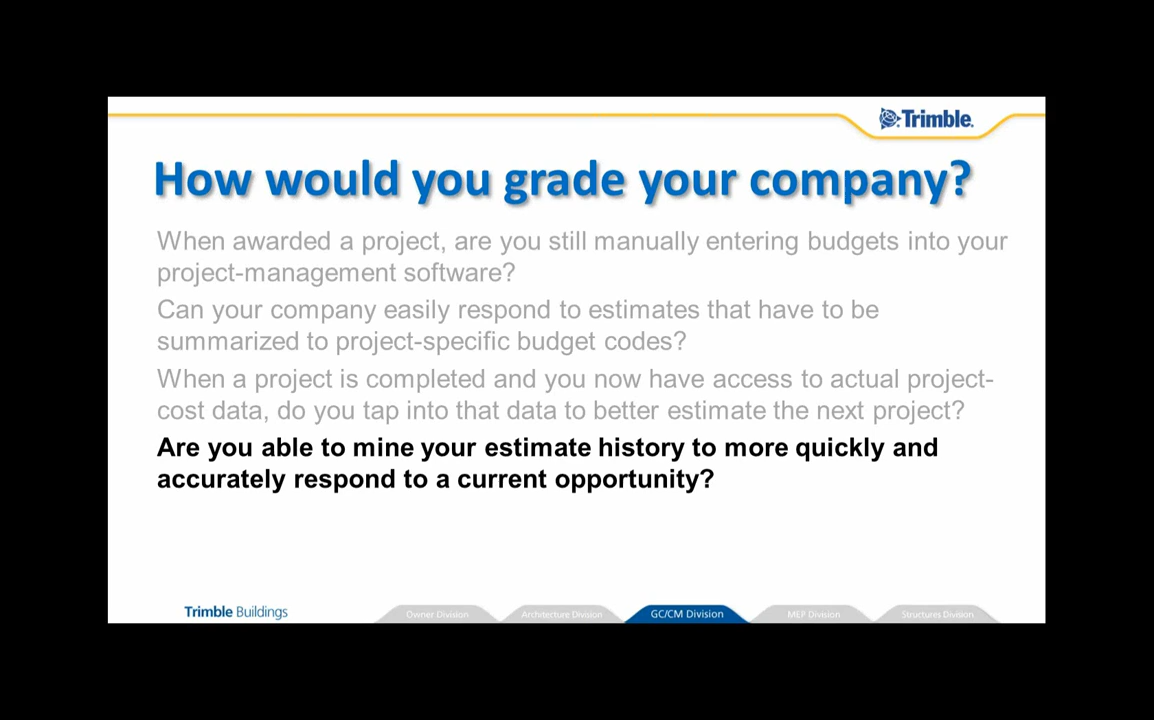 Trimble.
How would you grade your company?
When awarded a project, are you still manually entering budgets into your
project-management software?
Can your company easily respond to estimates that have to be
summarized to project-specific budget codes?
When a project is completed and you now have access to actual project-
cost data, do you tap into that data to better estimate the next project?
Are you able to mine your estimate history to more quickly and
accurately respond to a current opportunity?
Trimble Buildings
Owner Division
Architecture Division
GC/CM Division
MEP Division
Structures Division